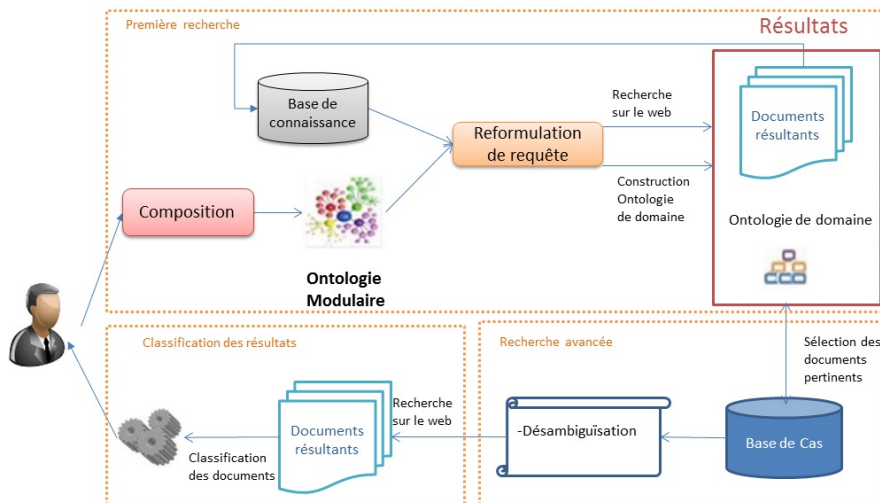 Première recherche
Résultats
Base de
connaissance
Reformulation
de requête
Recherche
sur le web
Construction
Ontologie
de domaine
Documents
résultants
Ontologie de domaine
Composition
Ontologie
Modulaire
Classification des résultats
Recherche avancée
Sélection des
documents
pertinents
Classification
des documents
Documents
résultants
Recherche
sur le web
-Désambiguïsation
Base de Cas